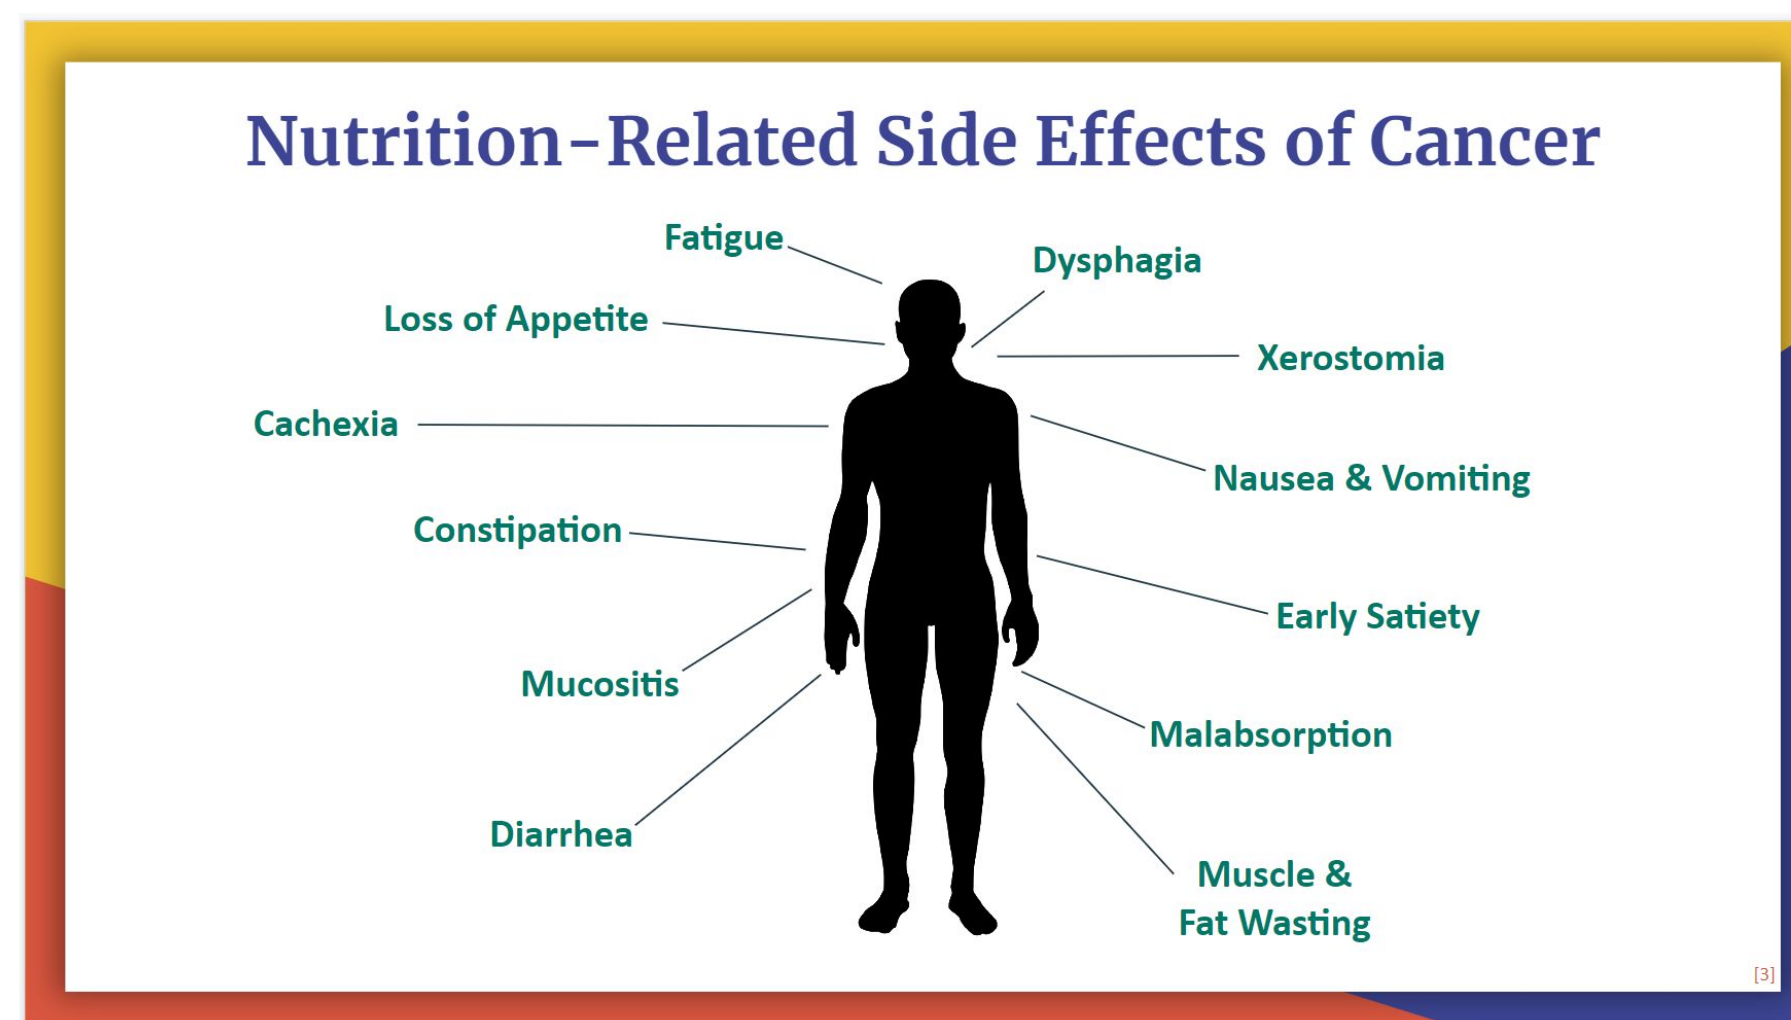 Nutrition-Related Side Effects of Cancer
Fatigue
Dysphagia
Loss of Appetite
Xerostomia
Cachexia
Nausea & Vomiting
Constipation
Early Satiety
Mucositis
Malabsorption
Diarrhea
Muscle &
Fat Wasting
[3]